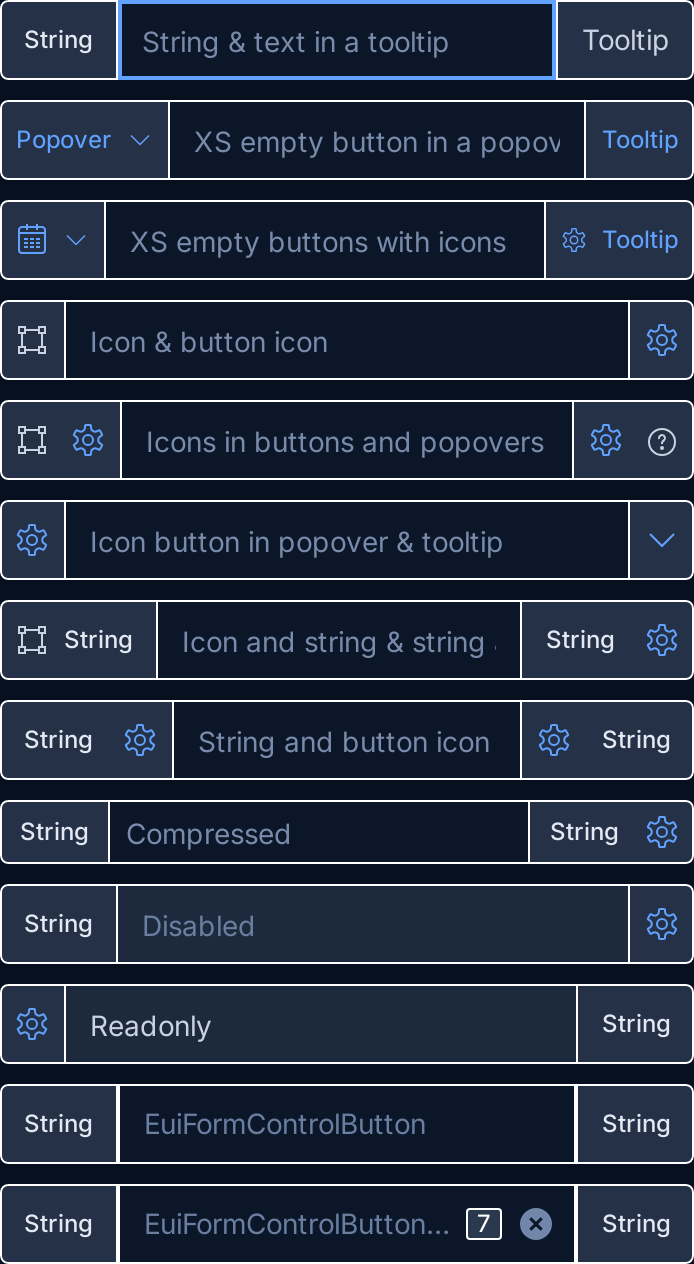 String String & text in a tooltip Tooltip
Popover XS empty button in a popov Tooltip
XS empty buttons with icons Tooltip
Icon & button icon
Icons in buttons and popovers
Icon button in popover & tooltip
String Icon and string & string String
String String and button icon String
String Compressed String
String Disabled
Readonly String
String EuiFormControlButton String
String EuiFormControlButton... 7 String